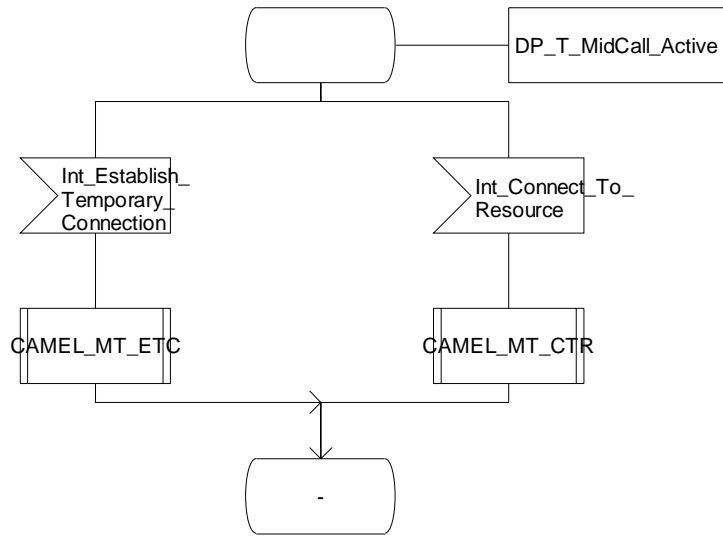 DP_T_MidCall_Active
Int_Establish_
Temporary_
Connection
Int_Connect_To_
Resource
CAMEL_MT_ETC
CAMEL_MT_CTR
-